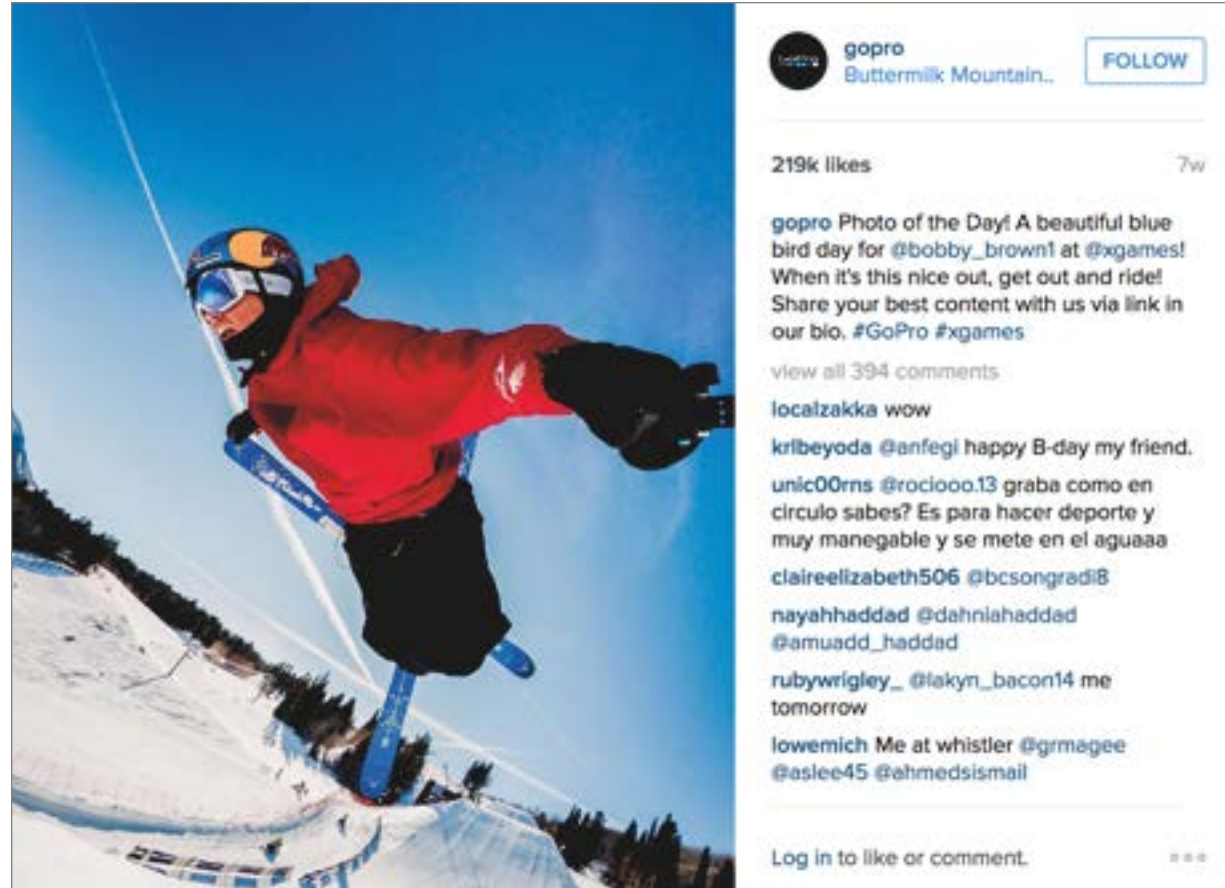 gopro
Buttermilk Mountain..
FOLLOW
219k likes
7w
gopro Photo of the Day! A beautiful blue
bird day for @bobby_brown1 at @xgames!
When it's this nice out, get out and ride!
Share your best content with us via link in
our bio. #GoPro #xgames
view all 394 comments
localzakka wow
krlbeyoda @anfegi happy B-day my friend.
unic00rns @rociooo.13 graba como en
circulo sabes? Es para hacer deporte y
muy manegable y se mete en el aguaaa
claireelizabeth506 @bcsongradi8
nayahhaddad @dahniahaddad
@amuadd_haddad
rubywrigley_ @lakyn_bacon14 me
tomorrow
lowemich Me at whistler @grmagee
@aslee45 @ahmedsismail
Log in to like or comment.